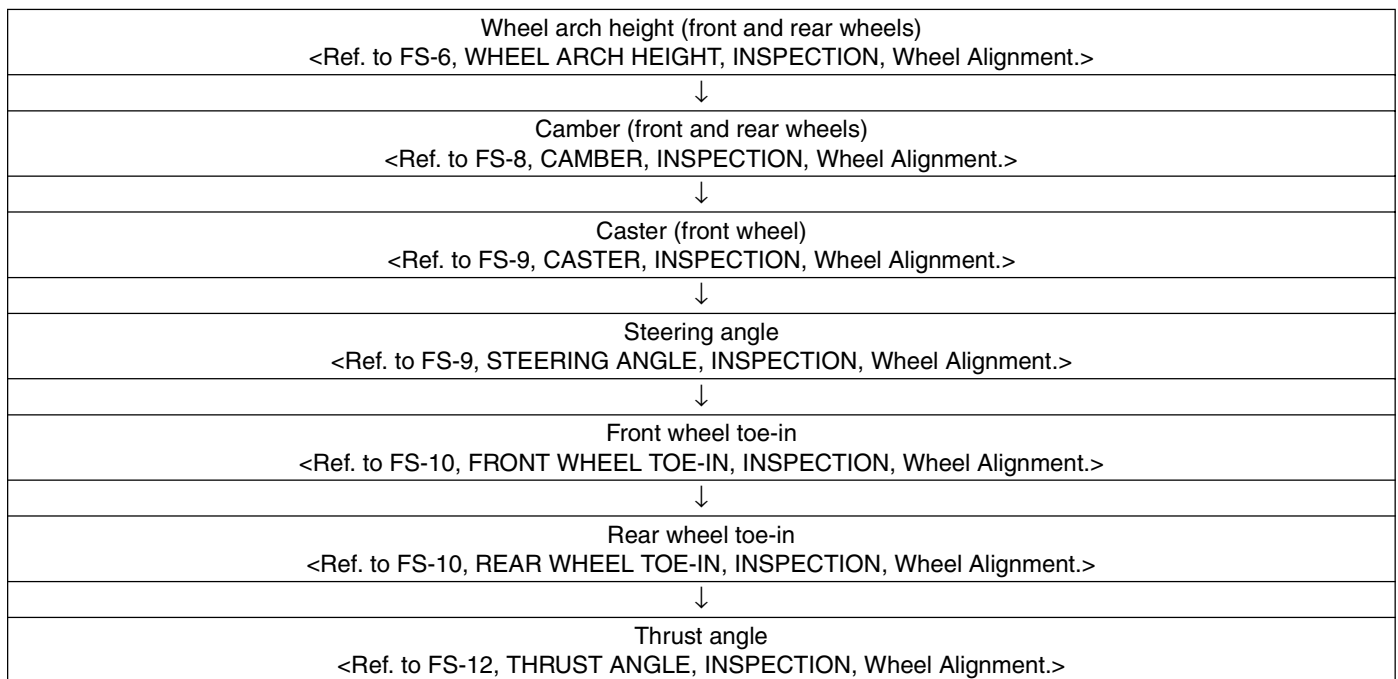 Wheel arch height (front and rear wheels)
<Ref. to FS-6, WHEEL ARCH HEIGHT, INSPECTION, Wheel Alignment.>
↓
Camber (front and rear wheels)
<Ref. to FS-8, CAMBER, INSPECTION, Wheel Alignment.>
↓
Caster (front wheel)
<Ref. to FS-9, CASTER, INSPECTION, Wheel Alignment.>
↓
Steering angle
<Ref. to FS-9, STEERING ANGLE, INSPECTION, Wheel Alignment.>
↓
Front wheel toe-in
<Ref. to FS-10, FRONT WHEEL TOE-IN, INSPECTION, Wheel Alignment.>
↓
Rear wheel toe-in
<Ref. to FS-10, REAR WHEEL TOE-IN, INSPECTION, Wheel Alignment.>
↓
Thrust angle
<Ref. to FS-12, THRUST ANGLE, INSPECTION, Wheel Alignment.>